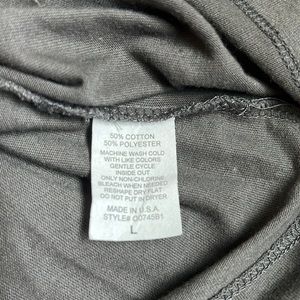 50% COTTON
50% POLYESTER
MACHINE WASH COLD
WITH LIKE COLORS
GENTLE CYCLE
INSIDE OUT
ONLY NON-CHLORINE
BLEACH WHEN NEEDED
RESHAPE DRY FLAT
DO NOT PUT IN DRYER
MADE IN U.S.A.
STYLE# O0745B1
L